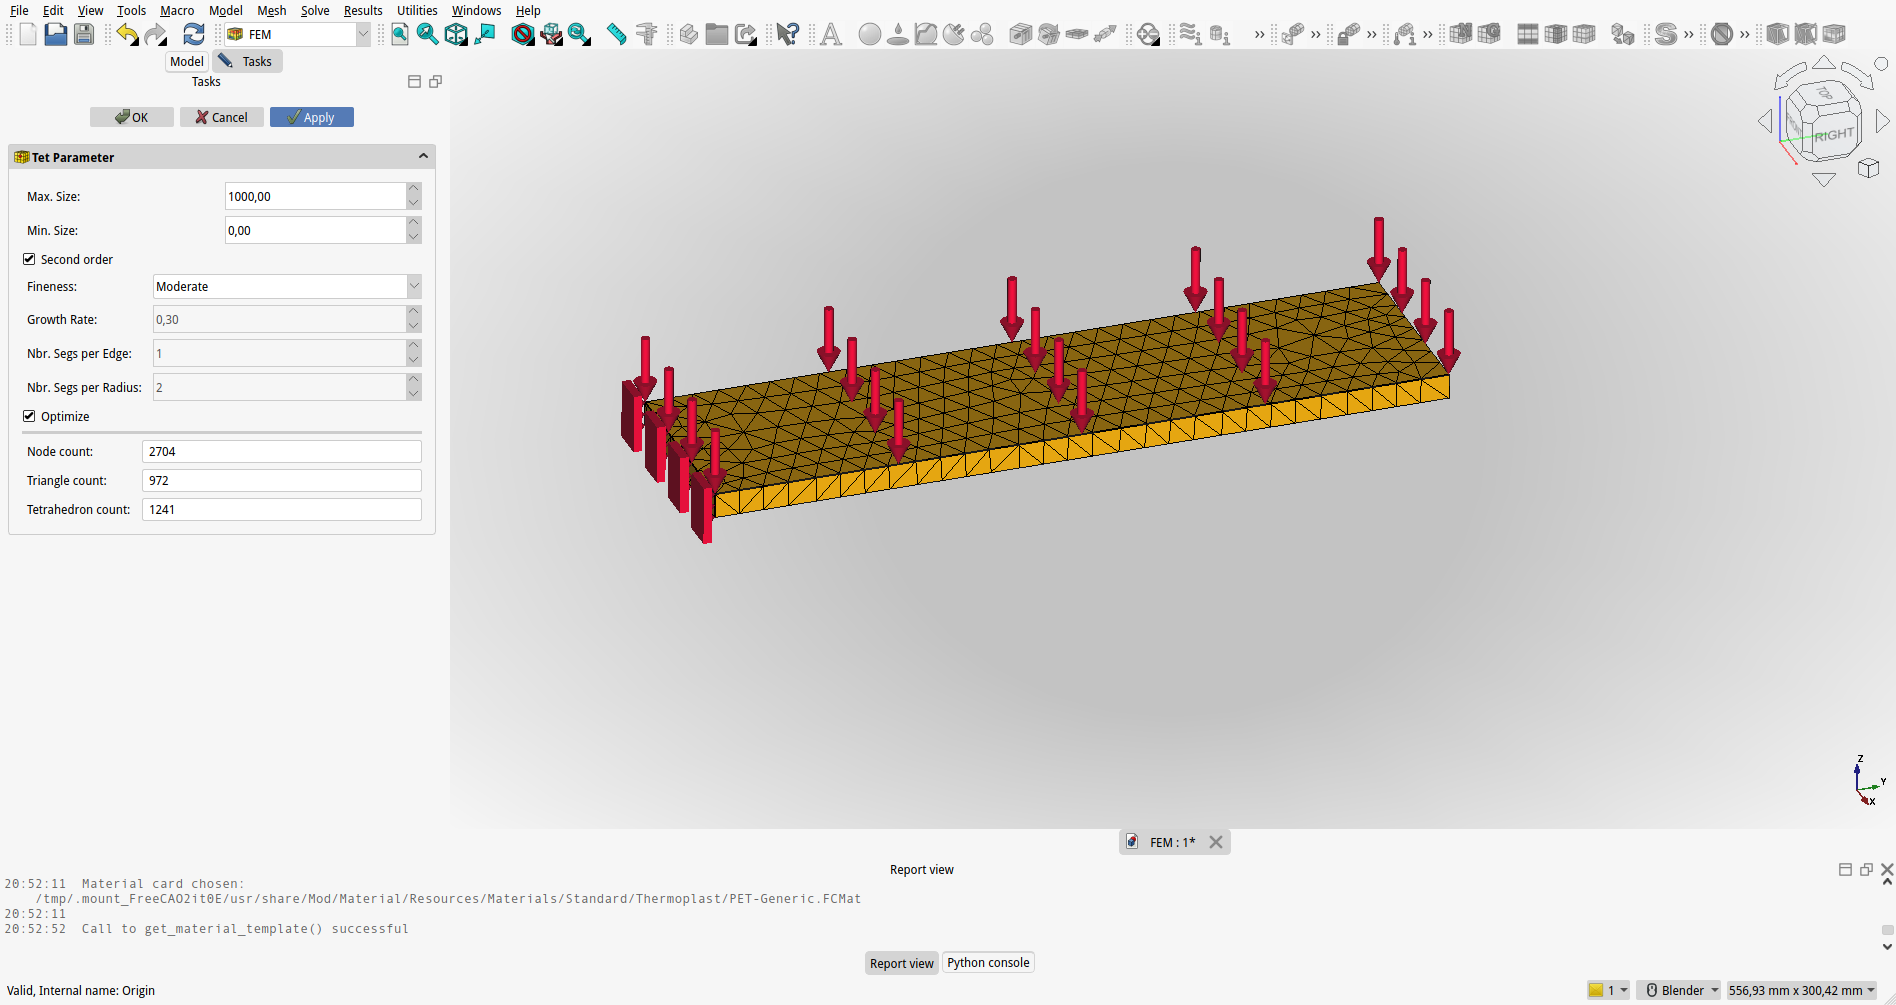 File Edit View Tools Macro Model Mesh Solve Results Utilities Windows Help
FEM
Model
Tasks
Tasks
OK
Cancel
Apply
Tet Parameter
Max. Size: 1000,00
Min. Size: 0,00
Second order
Fineness: Moderate
Growth Rate: 0,30
Nbr. Segs per Edge: 1
Nbr. Segs per Radius: 2
Optimize
Node count: 2704
Triangle count: 972
Tetrahedron count: 1241
TOP
RIGHT
Z
Y
X
FEM : 1*
Report view
20:52:11 Material card chosen:
/tmp/.mount_FreeCAO2it0E/usr/share/Mod/Material/Resources/Materials/Standard/Thermoplast/PET-Generic.FCMat
20:52:11
20:52:52 Call to get_material_template() successful
Report view
Python console
Valid, Internal name: Origin
1
Blender
556,93 mm x 300,42 mm